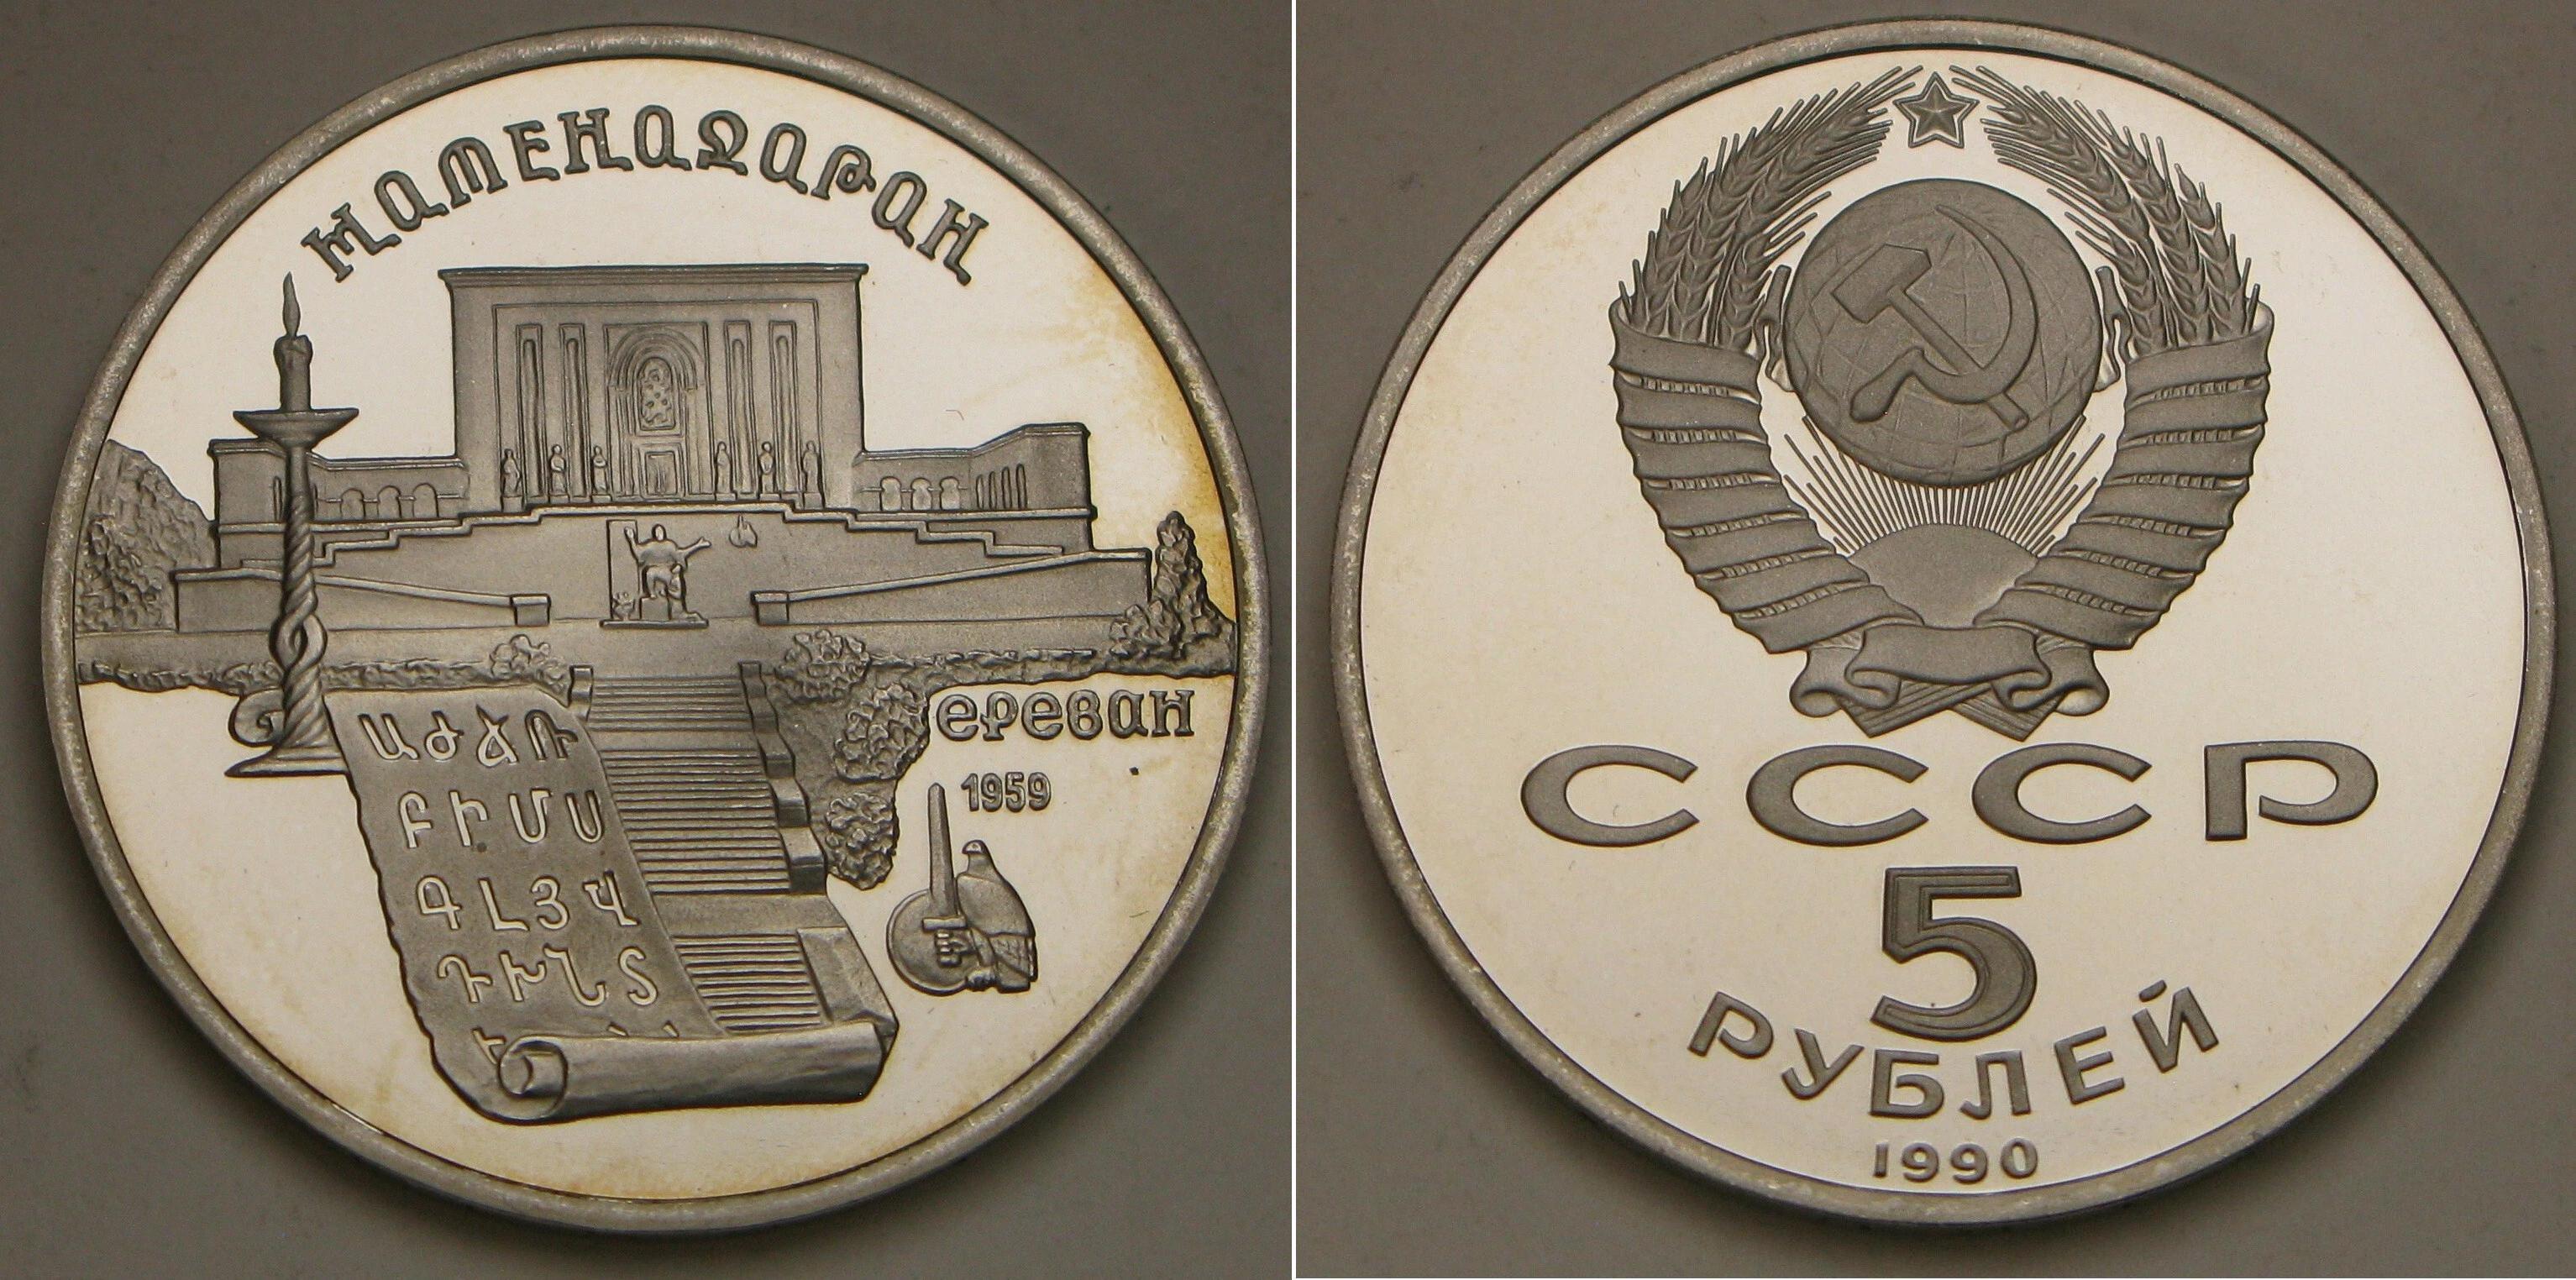 МАТЕНАДАРАН
ереван
1959
ԱԺՃՌ
ԲԻՄՍ
ԳԼՅՎ
ԴԽՆՏ
СССР
5
РУБЛЕЙ
1990